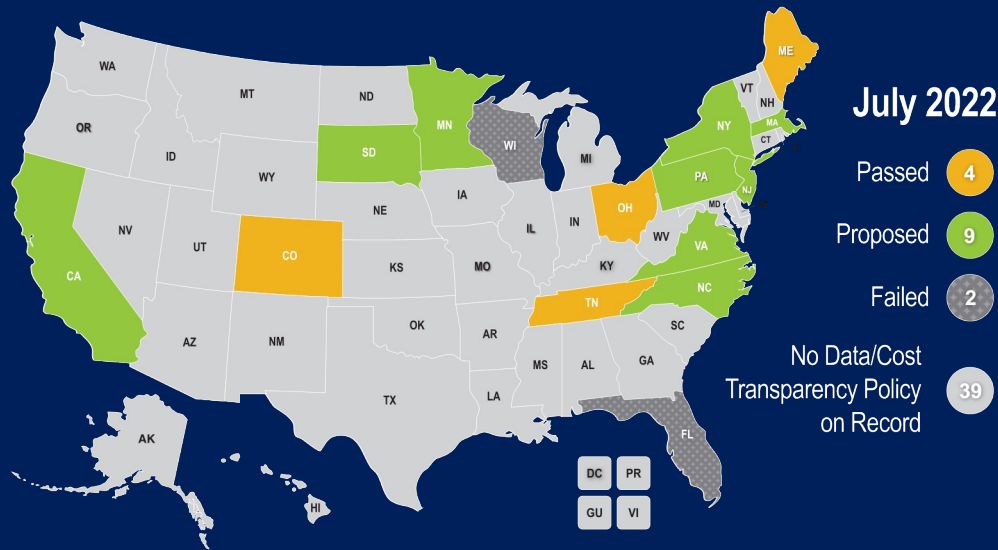 July 2022
Passed 4
Proposed 9
Failed 2
No Data/Cost
Transparency Policy 39
on Record
WA
OR
CA
NV
ID
MT
WY
UT
CO
AZ
NM
ND
SD
NE
KS
OK
TX
MN
IA
MO
AR
LA
WI
IL
MI
IN
OH
KY
TN
MS
AL
GA
FL
SC
NC
VA
WV
MD
PA
NJ
NY
CT
MA
VT
NH
ME
AK
HI
DC
PR
GU
VI